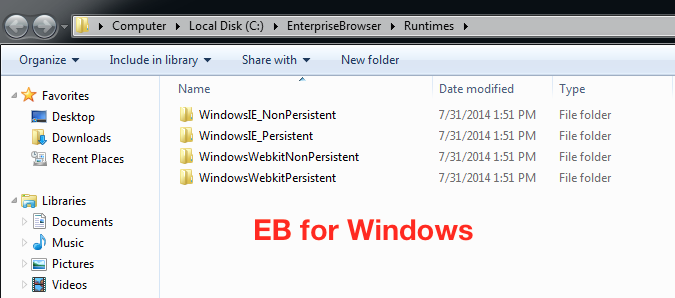 Computer Local Disk (C:) EnterpriseBrowser Runtimes
Organize Include in library Share with New folder
Name Date modified Type
Favorites
Desktop
Downloads
Recent Places
Libraries
Documents
Music
Pictures
Videos
WindowsIE_NonPersistent 7/31/2014 1:51 PM File folder
WindowsIE_Persistent 7/31/2014 1:51 PM File folder
WindowsWebkitNonPersistent 7/31/2014 1:51 PM File folder
WindowsWebkitPersistent 7/31/2014 1:51 PM File folder
EB for Windows